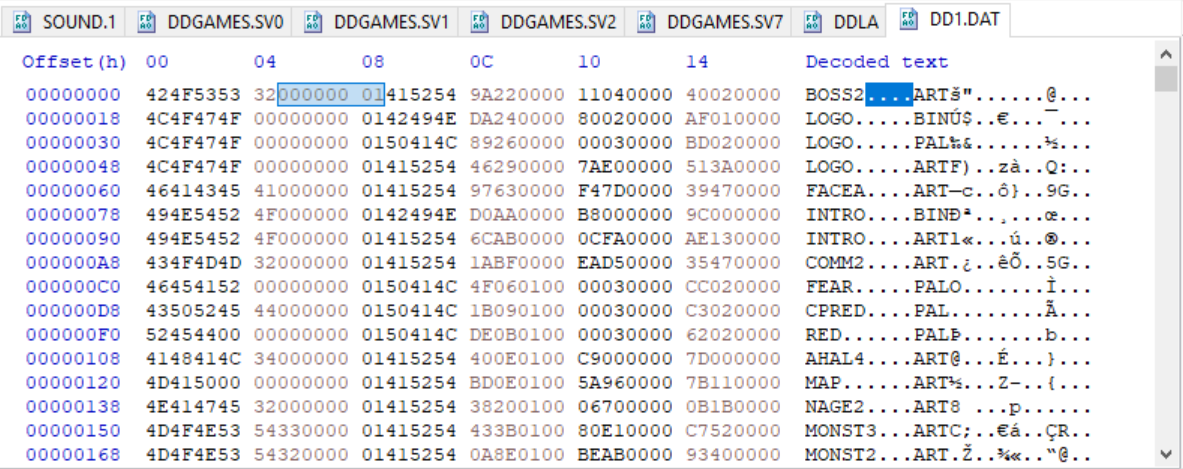 SOUND.1 DDGAMES.SV0 DDGAMES.SV1 DDGAMES.SV2 DDGAMES.SV7 DDLA DD1.DAT
Offset(h) 00 04 08 0C 10 14 Decoded text
00000000 424F5353 32000000 01415254 9A220000 11040000 40020000 BOSS2....ARTš"......@...
00000018 4C4F474F 00000000 0142494E DA240000 80020000 AF010000 LOGO.....BINÚ$..€...¯...
00000030 4C4F474F 00000000 0150414C 89260000 00030000 BD020000 LOGO.....PAL‰&......½...
00000048 4C4F474F 00000000 01415254 46290000 7AE00000 513A0000 LOGO.....ARTF)..zà..Q:..
00000060 46414345 41000000 01415254 97630000 F47D0000 39470000 FACEA....ART—c..ô}..9G..
00000078 494E5452 4F000000 0142494E D0AA0000 B8000000 9C000000 INTRO....BINÐª..¸...œ...
00000090 494E5452 4F000000 01415254 6CAB0000 0CFA0000 AE130000 INTRO....ARTl«...ú..®...
000000A8 434F4D4D 32000000 01415254 1ABF0000 EAD50000 35470000 COMM2....ART.¿..êÕ..5G..
000000C0 46454152 00000000 0150414C 4F060100 00030000 CC020000 FEAR.....PALO.......Ì...
000000D8 43505245 44000000 0150414C 1B090100 00030000 C3020000 CPRED....PAL........Ã...
000000F0 52454400 00000000 0150414C DE0B0100 00030000 62020000 RED......PALÞ.......b...
00000108 4148414C 34000000 01415254 400E0100 C9000000 7D000000 AHAL4....ART@...É...}...
00000120 4D415000 00000000 01415254 BD0E0100 5A960000 7B110000 MAP......ART½...Z–..{...
00000138 4E414745 32000000 01415254 38200100 06700000 0B1B0000 NAGE2....ART8 ...p......
00000150 4D4F4E53 54330000 01415254 433B0100 80E10000 C7520000 MONST3...ARTC;..€á..ÇR..
00000168 4D4F4E53 54320000 01415254 0A8E0100 BEAB0000 93400000 MONST2...ART.Ž..¾«..“@..